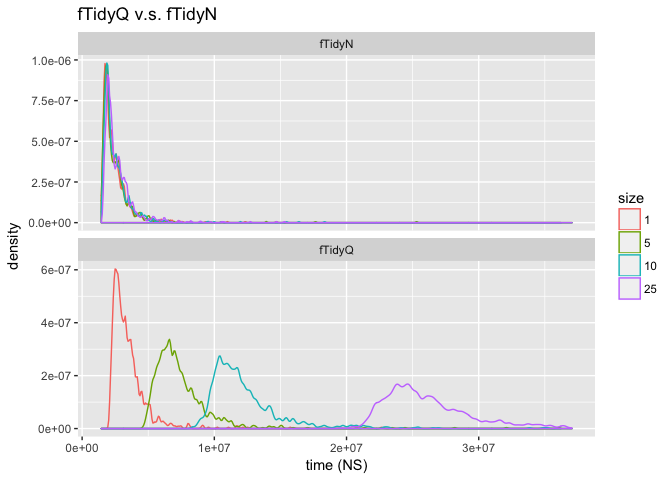 fTidyQ v.s. fTidyN
fTidyN
1.0e-06
7.5e-07
5.0e-07
2.5e-07
0.0e+00
density
fTidyQ
6e-07
4e-07
2e-07
0e+00
0e+00 1e+07 2e+07 3e+07
time (NS)
size
1
5
10
25